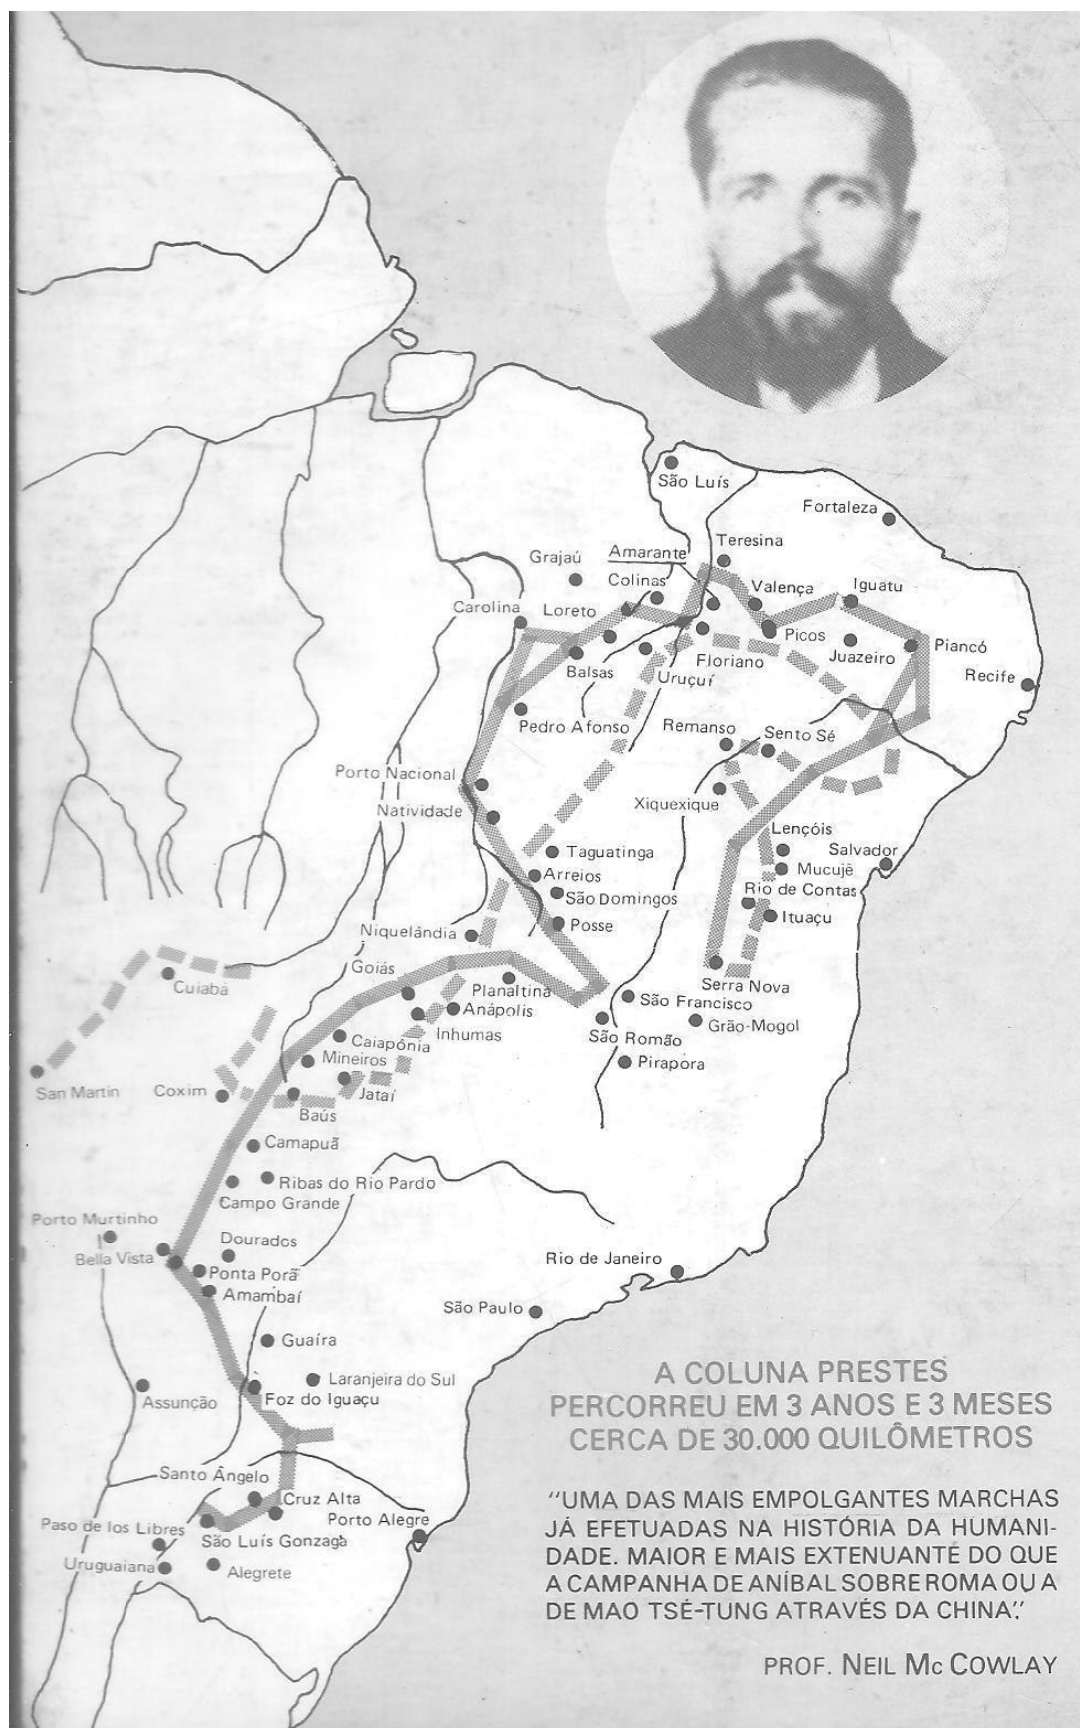 São Luís
Fortaleza
Teresina
Amarante
Grajaú
Colinas
Valença
Iguatu
Carolina
Loreto
Picos
Juazeiro
Piancó
Floriano
Balsas
Uruçuí
Recife
Pedro Afonso
Remanso
Sento Sé
Porto Nacional
Xiquexique
Natividade
Lençóis
Taguatinga
Salvador
Mucujê
Arreios
Rio de Contas
São Domingos
Ituaçu
Posse
Niquelândia
Goiás
Cuiabá
Planaltina
Serra Nova
São Francisco
Anápolis
Grão-Mogol
Inhumas
São Romão
Caiapônia
Mineiros
Pirapora
San Martin
Coxim
Jataí
Baús
Camapuã
Ribas do Rio Pardo
Campo Grande
Porto Murtinho
Dourados
Bella Vista
Rio de Janeiro
Ponta Porã
Amambaí
São Paulo
Guaíra
Laranjeira do Sul
Foz do Iguaçu
Assunção
A COLUNA PRESTES
PERCORREU EM 3 ANOS E 3 MESES
CERCA DE 30.000 QUILÔMETROS
Santo Ângelo
Cruz Alta
Porto Alegre
Paso de los Libres
São Luís Gonzaga
Uruguaiana
Alegrete
"UMA DAS MAIS EMPOLGANTES MARCHAS
JÁ EFETUADAS NA HISTÓRIA DA HUMANI-
DADE. MAIOR E MAIS EXTENUANTE DO QUE
A CAMPANHA DE ANÍBAL SOBRE ROMA OU A
DE MAO TSÉ-TUNG ATRAVÉS DA CHINA."
PROF. NEIL Mc COWLAY